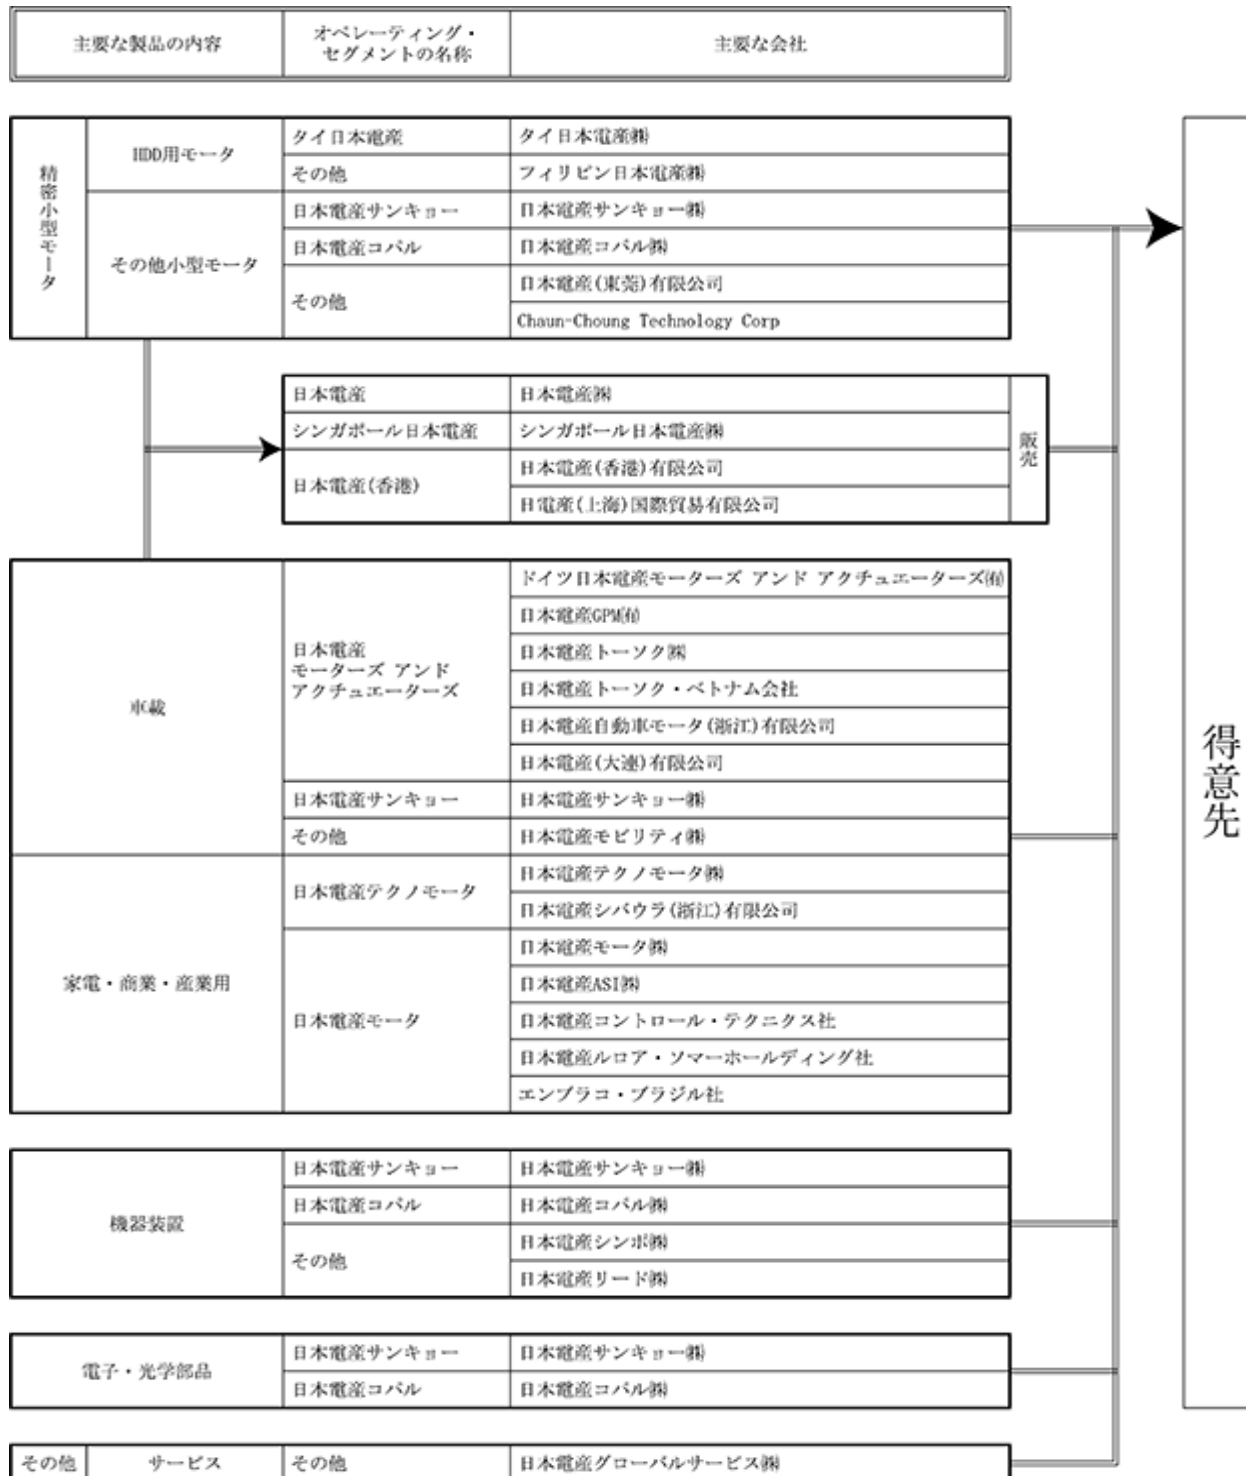 主要な製品の内容
オペレーティング・
セグメントの名称
主要な会社
精密小型モータ
HDD用モータ
タイ日本電産
タイ日本電産㈱
その他
フィリピン日本電産㈱
その他小型モータ
日本電産サンキョー
日本電産サンキョー㈱
日本電産コパル
日本電産コパル㈱
その他
日本電産(東莞)有限公司
Chaun-Choung Technology Corp
日本電産
日本電産㈱
シンガポール日本電産
シンガポール日本電産㈱
日本電産(香港)
日本電産(香港)有限公司
日電産(上海)国際貿易有限公司
販売
車載
日本電産
モーターズ アンド
アクチュエーターズ
ドイツ日本電産モーターズ アンド アクチュエーターズ㈲
日本電産GPM㈲
日本電産トーソク㈱
日本電産トーソク・ベトナム会社
日本電産自動車モータ(浙江)有限公司
日本電産(大連)有限公司
日本電産サンキョー
日本電産サンキョー㈱
その他
日本電産モビリティ㈱
家電・商業・産業用
日本電産テクノモータ
日本電産テクノモータ㈱
日本電産シバウラ(浙江)有限公司
日本電産モータ
日本電産モータ㈱
日本電産ASI㈱
日本電産コントロール・テクニクス社
日本電産ルロア・ソマーホールディング社
エンブラコ・ブラジル社
機器装置
日本電産サンキョー
日本電産サンキョー㈱
日本電産コパル
日本電産コパル㈱
その他
日本電産シンポ㈱
日本電産リード㈱
電子・光学部品
日本電産サンキョー
日本電産サンキョー㈱
日本電産コパル
日本電産コパル㈱
その他
サービス
その他
日本電産グローバルサービス㈱
得意先